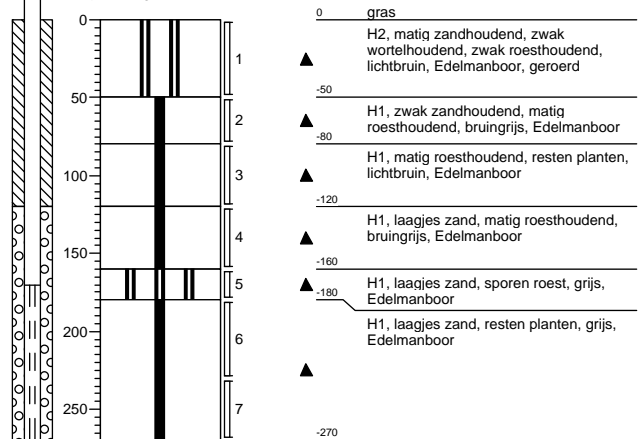 0
50
100
150
200
250
1
2
3
4
5
6
7
0 gras
H2, matig zandhoudend, zwak
wortelhoudend, zwak roesthoudend,
lichtbruin, Edelmanboor, geroerd
-50
H1, zwak zandhoudend, matig
roesthoudend, bruingrijs, Edelmanboor
-80
H1, matig roesthoudend, resten planten,
lichtbruin, Edelmanboor
-120
H1, laagjes zand, matig roesthoudend,
bruingrijs, Edelmanboor
-160
H1, laagjes zand, sporen roest, grijs,
Edelmanboor
-180
H1, laagjes zand, resten planten, grijs,
Edelmanboor
-270